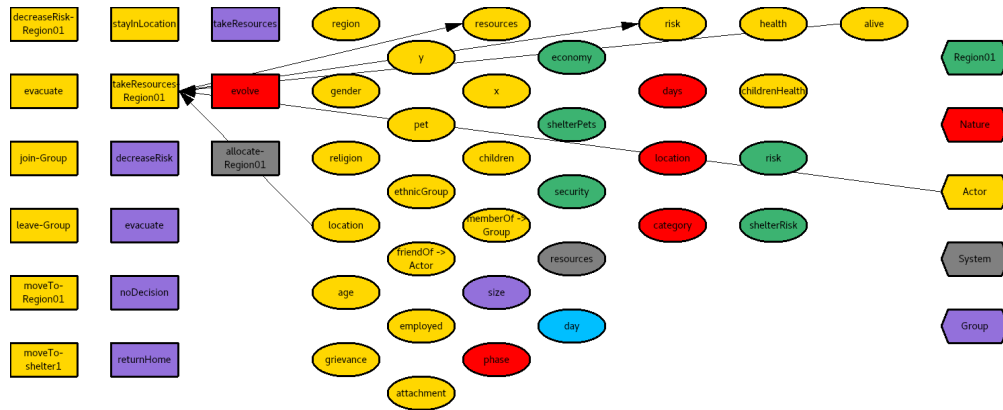 decreaseRisk-
Region01
stayInLocation
takeResources
region
resources
risk
health
alive
y
economy
Region01
evacuate
takeResources-
Region01
evolve
gender
x
days
childrenHealth
pet
shelterPets
Nature
join-Group
decreaseRisk
allocate-
Region01
religion
children
location
risk
ethnicGroup
security
Actor
leave-Group
evacuate
location
memberOf ->
Group
category
shelterRisk
friendOf ->
Actor
resources
System
moveTo-
Region01
noDecision
age
size
employed
day
Group
moveTo-
shelter1
returnHome
grievance
phase
attachment